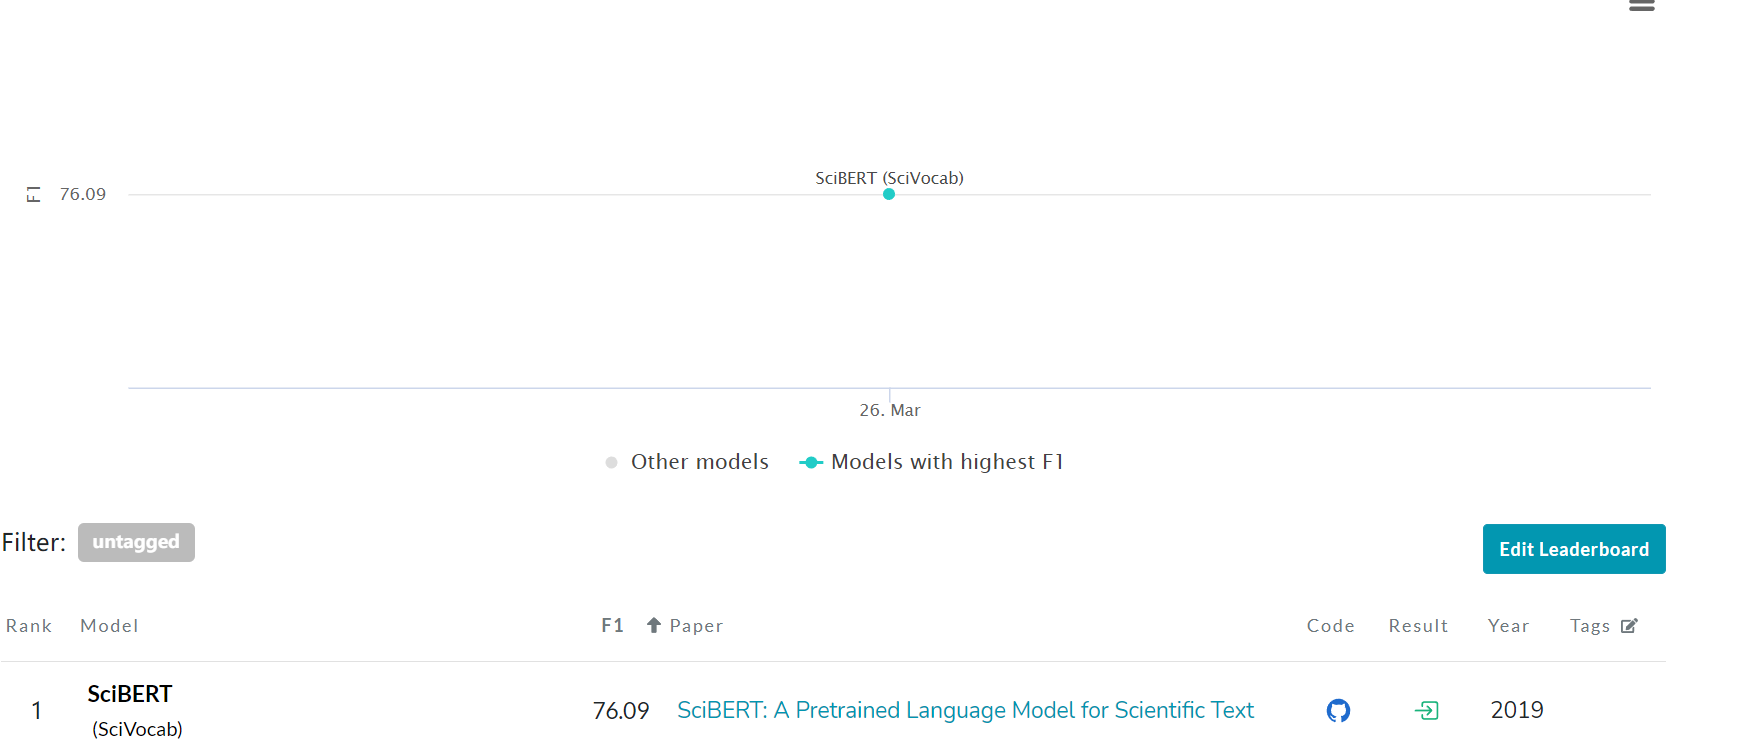 SciBERT (SciVocab)
F1 76.09
26. Mar
Other models Models with highest F1
Filter: untagged
Edit Leaderboard
Rank Model F1 Paper Code Result Year Tags
1 SciBERT (SciVocab) 76.09 SciBERT: A Pretrained Language Model for Scientific Text 2019